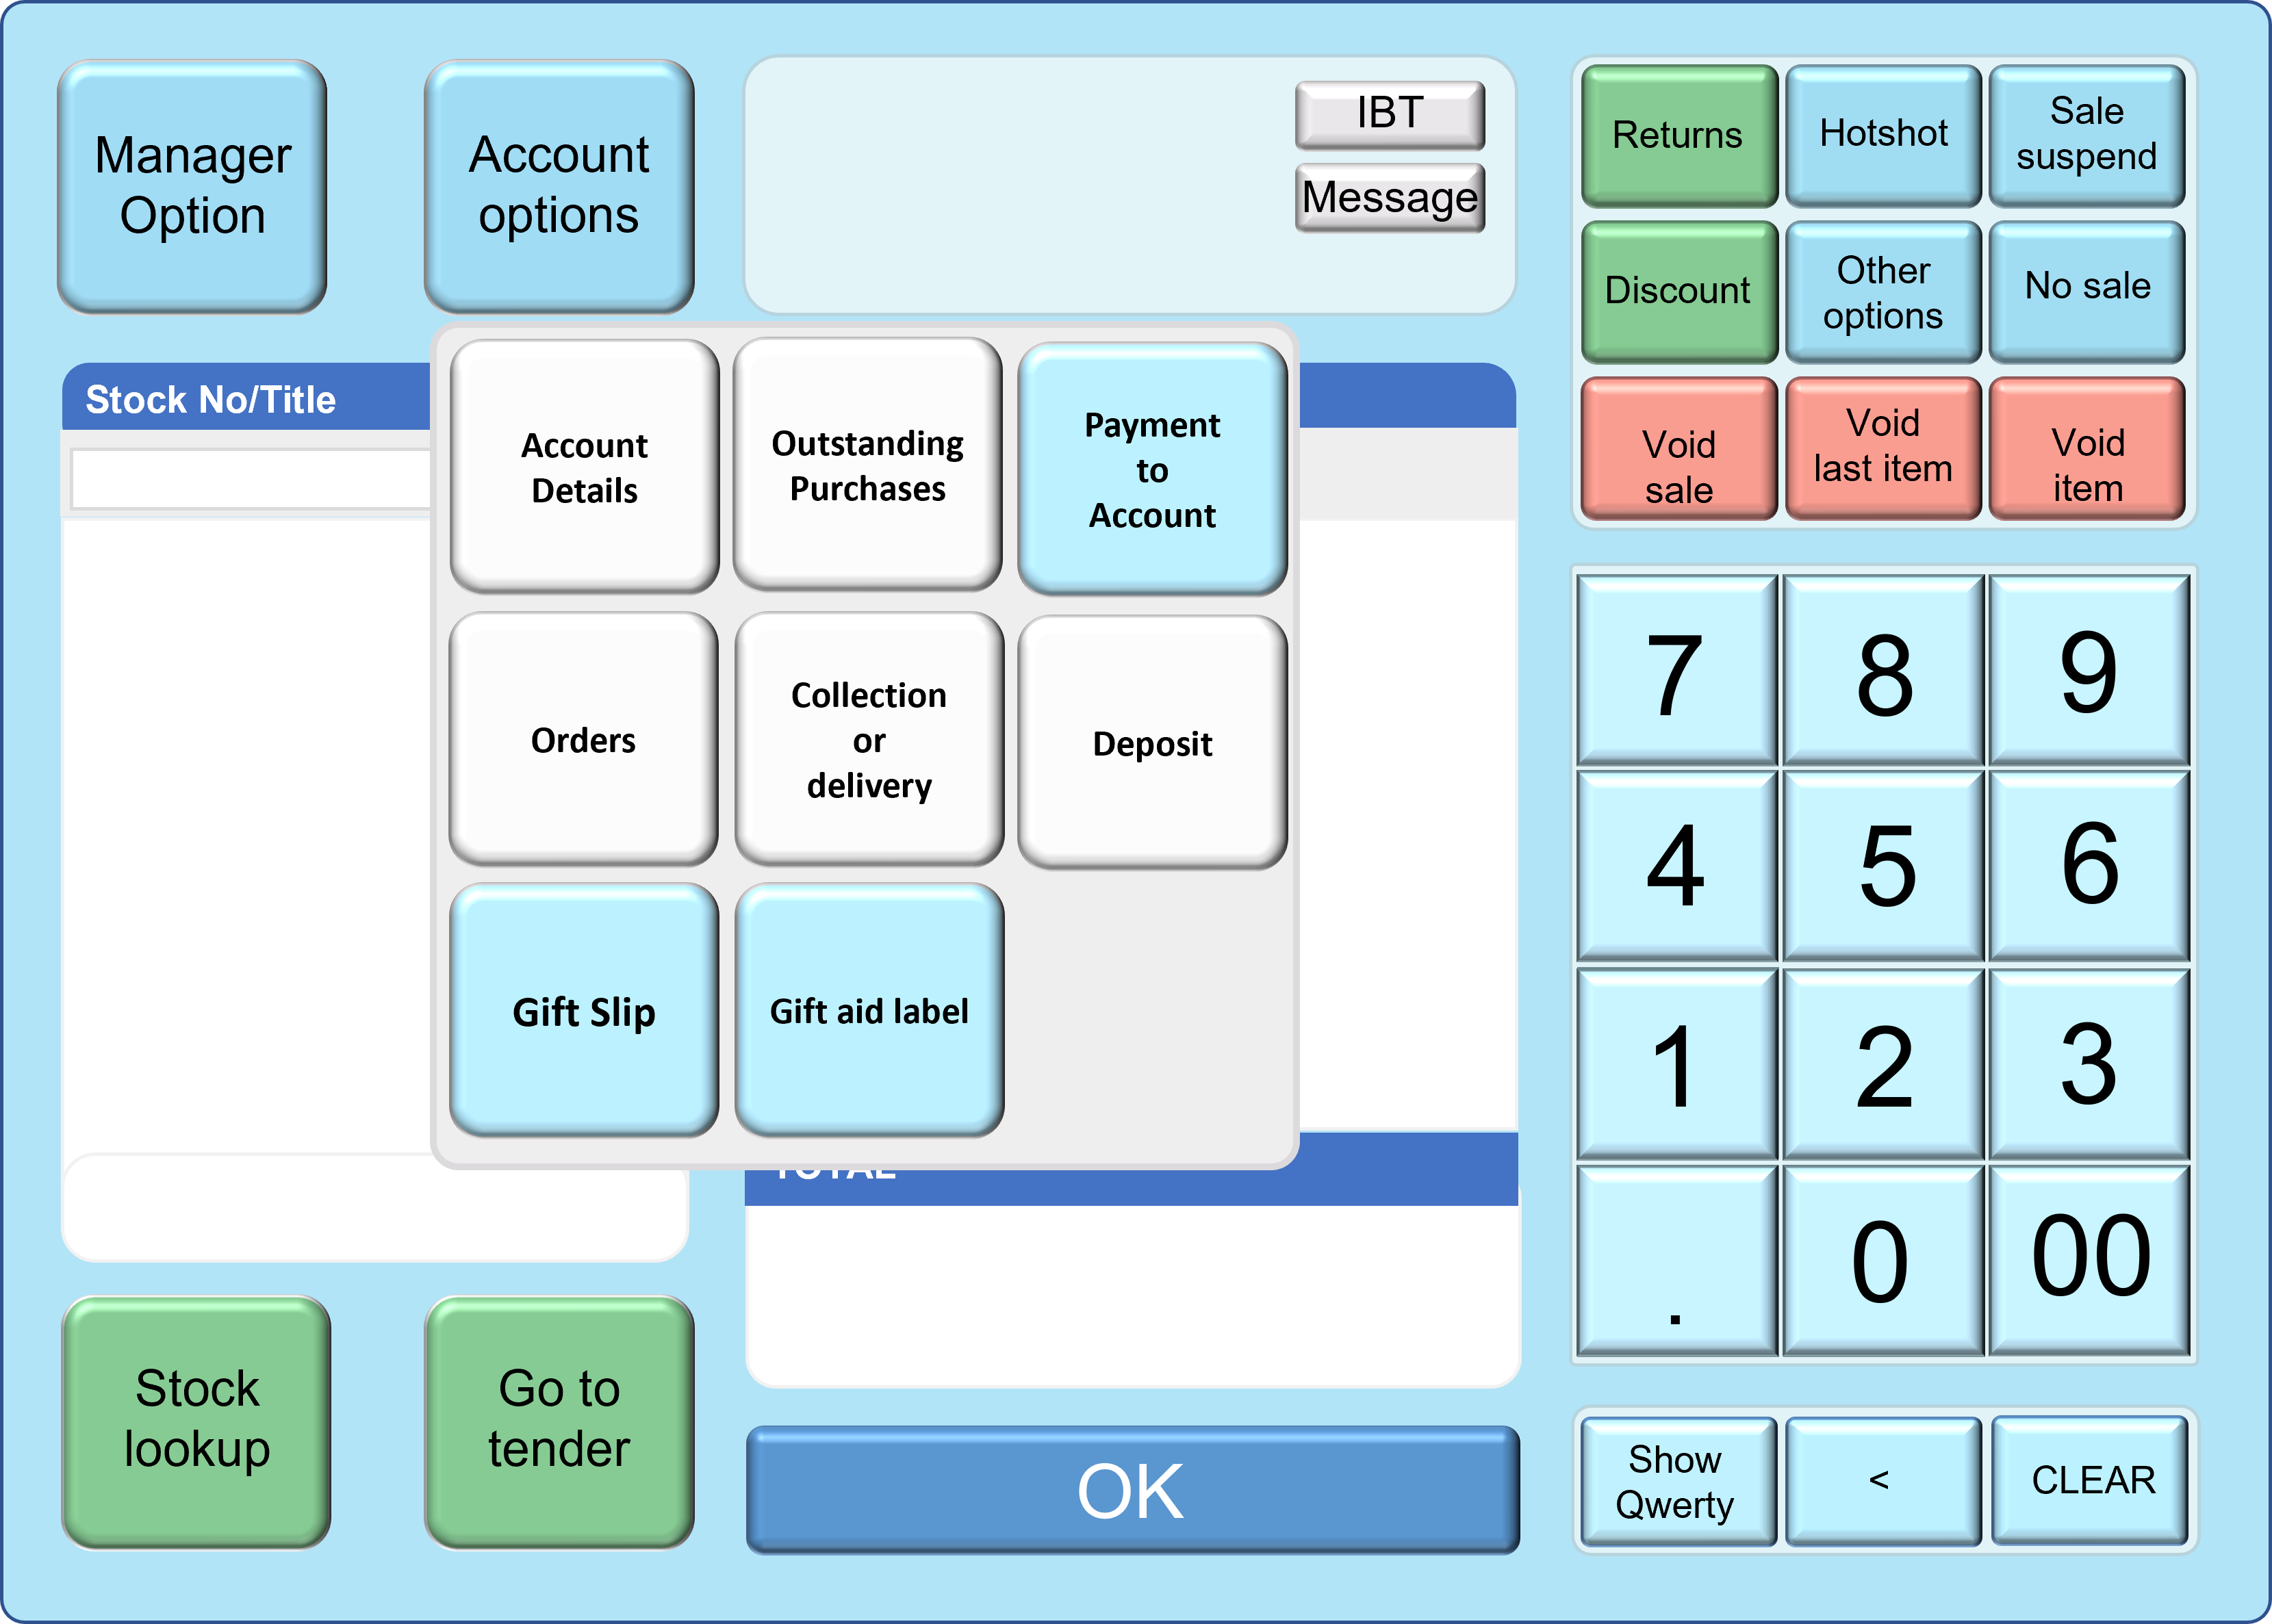 Manager
Option
Account
options
IBT
Message
Returns
Hotshot
Sale
suspend
Discount
Other
options
No sale
Void
sale
Void
last item
Void
item
Stock No/Title
Account
Details
Outstanding
Purchases
Payment
to
Account
Orders
Collection
or
delivery
Deposit
Gift Slip
Gift aid label
TOTAL
7
8
9
4
5
6
1
2
3
.
0
00
Stock
lookup
Go to
tender
OK
Show
Qwerty
<
CLEAR